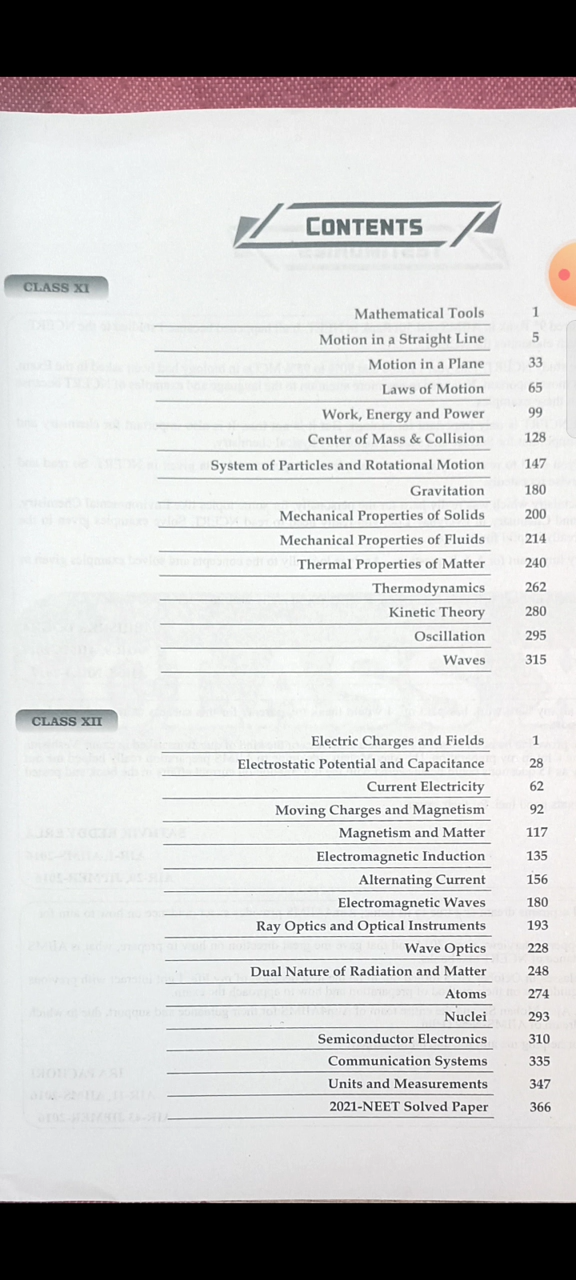 CONTENTS
CLASS XI
Mathematical Tools 1
Motion in a Straight Line 5
Motion in a Plane 33
Laws of Motion 65
Work, Energy and Power 99
Center of Mass & Collision 128
System of Particles and Rotational Motion 147
Gravitation 180
Mechanical Properties of Solids 200
Mechanical Properties of Fluids 214
Thermal Properties of Matter 240
Thermodynamics 262
Kinetic Theory 280
Oscillation 295
Waves 315
CLASS XII
Electric Charges and Fields 1
Electrostatic Potential and Capacitance 28
Current Electricity 62
Moving Charges and Magnetism 92
Magnetism and Matter 117
Electromagnetic Induction 135
Alternating Current 156
Electromagnetic Waves 180
Ray Optics and Optical Instruments 193
Wave Optics 228
Dual Nature of Radiation and Matter 248
Atoms 274
Nuclei 293
Semiconductor Electronics 310
Communication Systems 335
Units and Measurements 347
2021-NEET Solved Paper 366